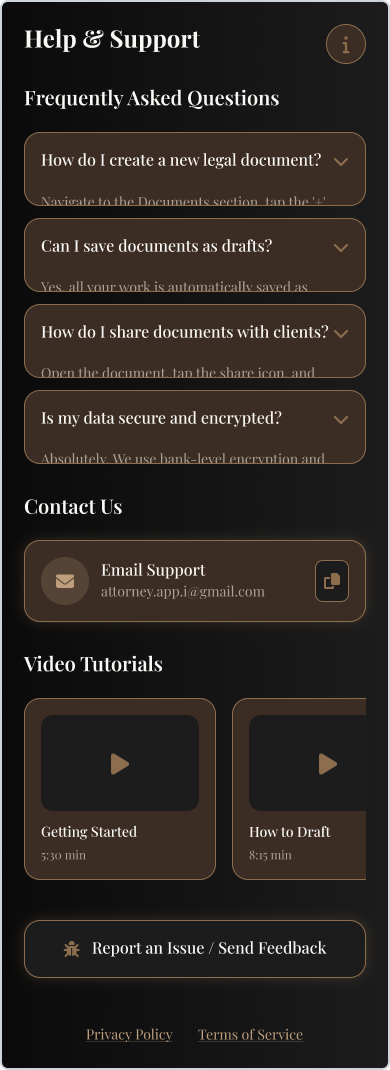 Help & Support
Frequently Asked Questions
How do I create a new legal document?
Navigate to the Documents section, tap the '+'
Can I save documents as drafts?
Yes, all your work is automatically saved as
How do I share documents with clients?
Open the document, tap the share icon, and
Is my data secure and encrypted?
Absolutely. We use bank-level encryption and
Contact Us
Email Support
attorney.app.i@gmail.com
Video Tutorials
Getting Started
5:30 min
How to Draft
8:15 min
Report an Issue / Send Feedback
Privacy Policy Terms of Service